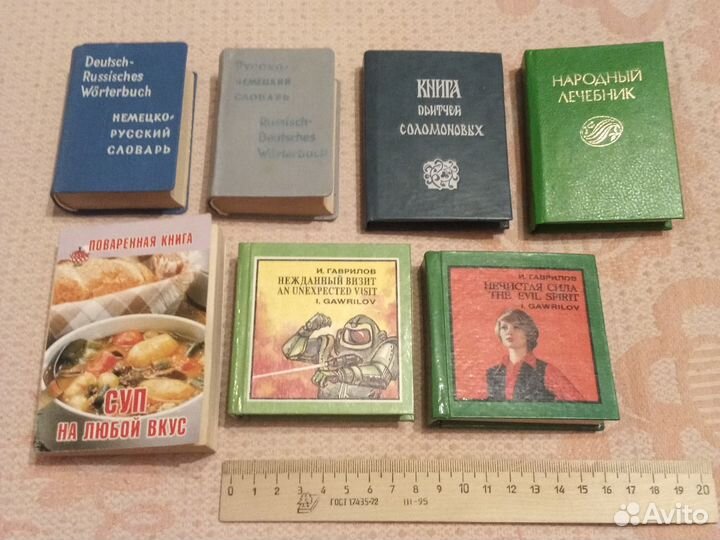 Deutsch-
Russisches
Wörterbuch
НЕМЕЦКО-
РУССКИЙ
СЛОВАРЬ
РУССКО-
НЕМЕЦКИЙ
СЛОВАРЬ
Russisch-
Deutsches
Wörterbuch
КНИГА
ПРИТЧЕЙ
СОЛОМОНОВЫХ
НАРОДНЫЙ
ЛЕЧЕБНИК
ПОВАРЕННАЯ КНИГА
СУП
НА ЛЮБОЙ ВКУС
И. ГАВРИЛОВ
НЕЖДАННЫЙ ВИЗИТ
AN UNEXPECTED VISIT
I. GAWRILOV
И. ГАВРИЛОВ
НЕЧИСТАЯ СИЛА
THE EVIL SPIRIT
I. GAWRILOV
0 1 2 3 4 5 6 7 8 9 10 11 12 13 14 15 16 17 18 19 20
ГОСТ 17435-72 III-95
Avito